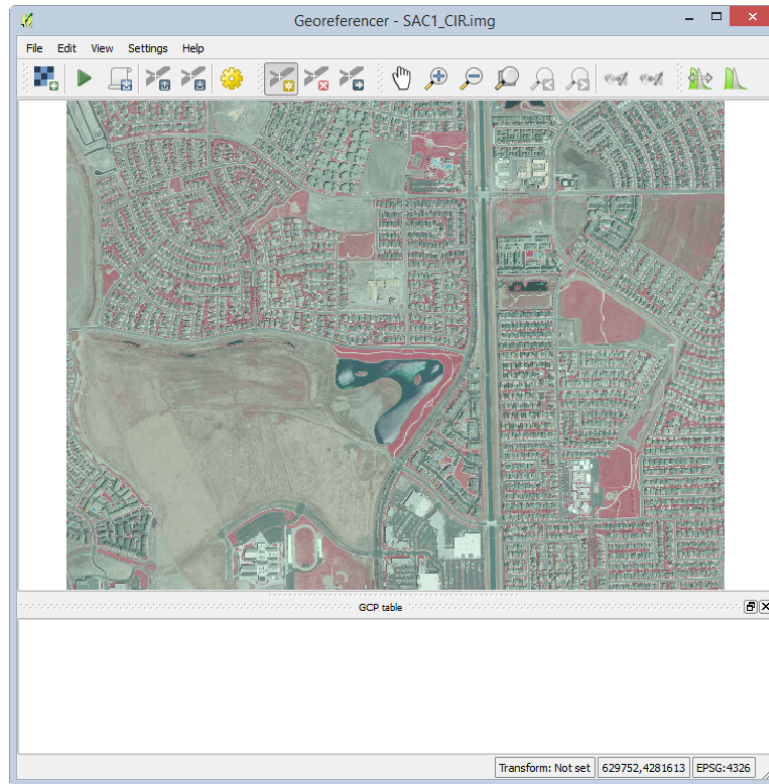 Georeferencer - SAC1_CIR.img
File Edit View Settings Help
GCP table
Transform: Not set 629752,4281613 EPSG:4326